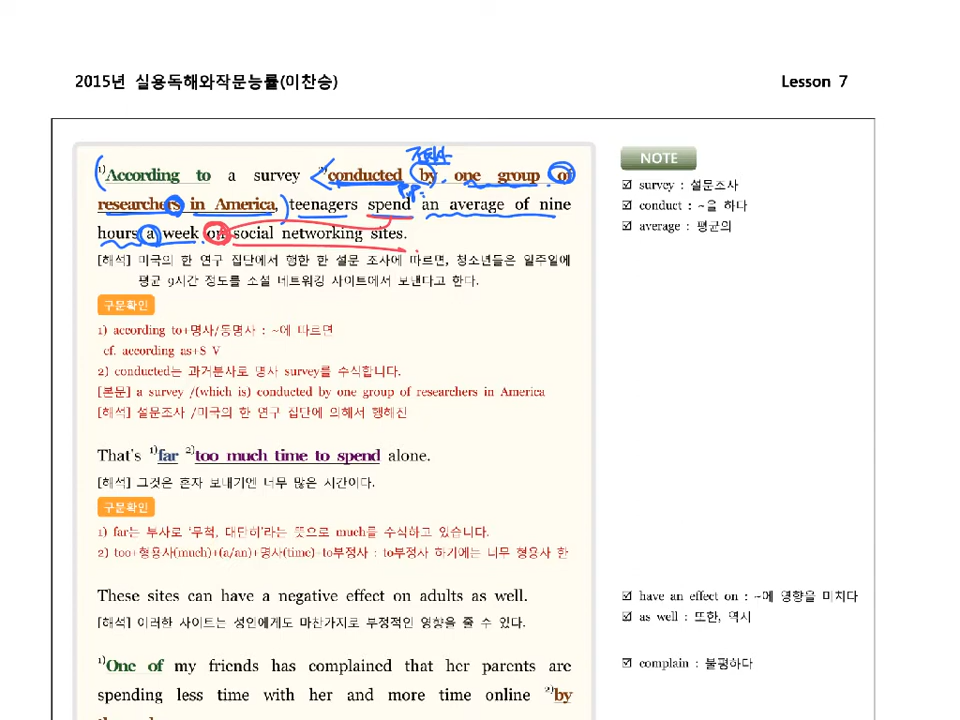 2015년 실용독해와작문능률(이찬승)
Lesson 7
1)According to a survey 2)conducted by one group of
researchers in America, teenagers spend an average of nine
hours a week on social networking sites.
[해석] 미국의 한 연구 집단에서 행한 한 설문 조사에 따르면, 청소년들은 일주일에
평균 9시간 정도를 소셜 네트워킹 사이트에서 보낸다고 한다.
구문확인
1) according to+명사/동명사 : ~에 따르면
cf. according as+S V
2) conducted는 과거분사로 명사 survey를 수식합니다.
[본문] a survey /(which is) conducted by one group of researchers in America
[해석] 설문조사 /미국의 한 연구 집단에 의해서 행해진
That's 1)far 2)too much time to spend alone.
[해석] 그것은 혼자 보내기엔 너무 많은 시간이다.
구문확인
1) far는 부사로 '무척, 대단히'라는 뜻으로 much를 수식하고 있습니다.
2) too+형용사(much)+(a/an)+명사(time)+to부정사 : to부정사 하기에는 너무 형용사 한
These sites can have a negative effect on adults as well.
[해석] 이러한 사이트는 성인에게도 마찬가지로 부정적인 영향을 줄 수 있다.
1)One of my friends has complained that her parents are
spending less time with her and more time online 2)by
NOTE
☑ survey : 설문조사
☑ conduct : ~을 하다
☑ average : 평균의
☑ have an effect on : ~에 영향을 미치다
☑ as well : 또한, 역시
☑ complain : 불평하다